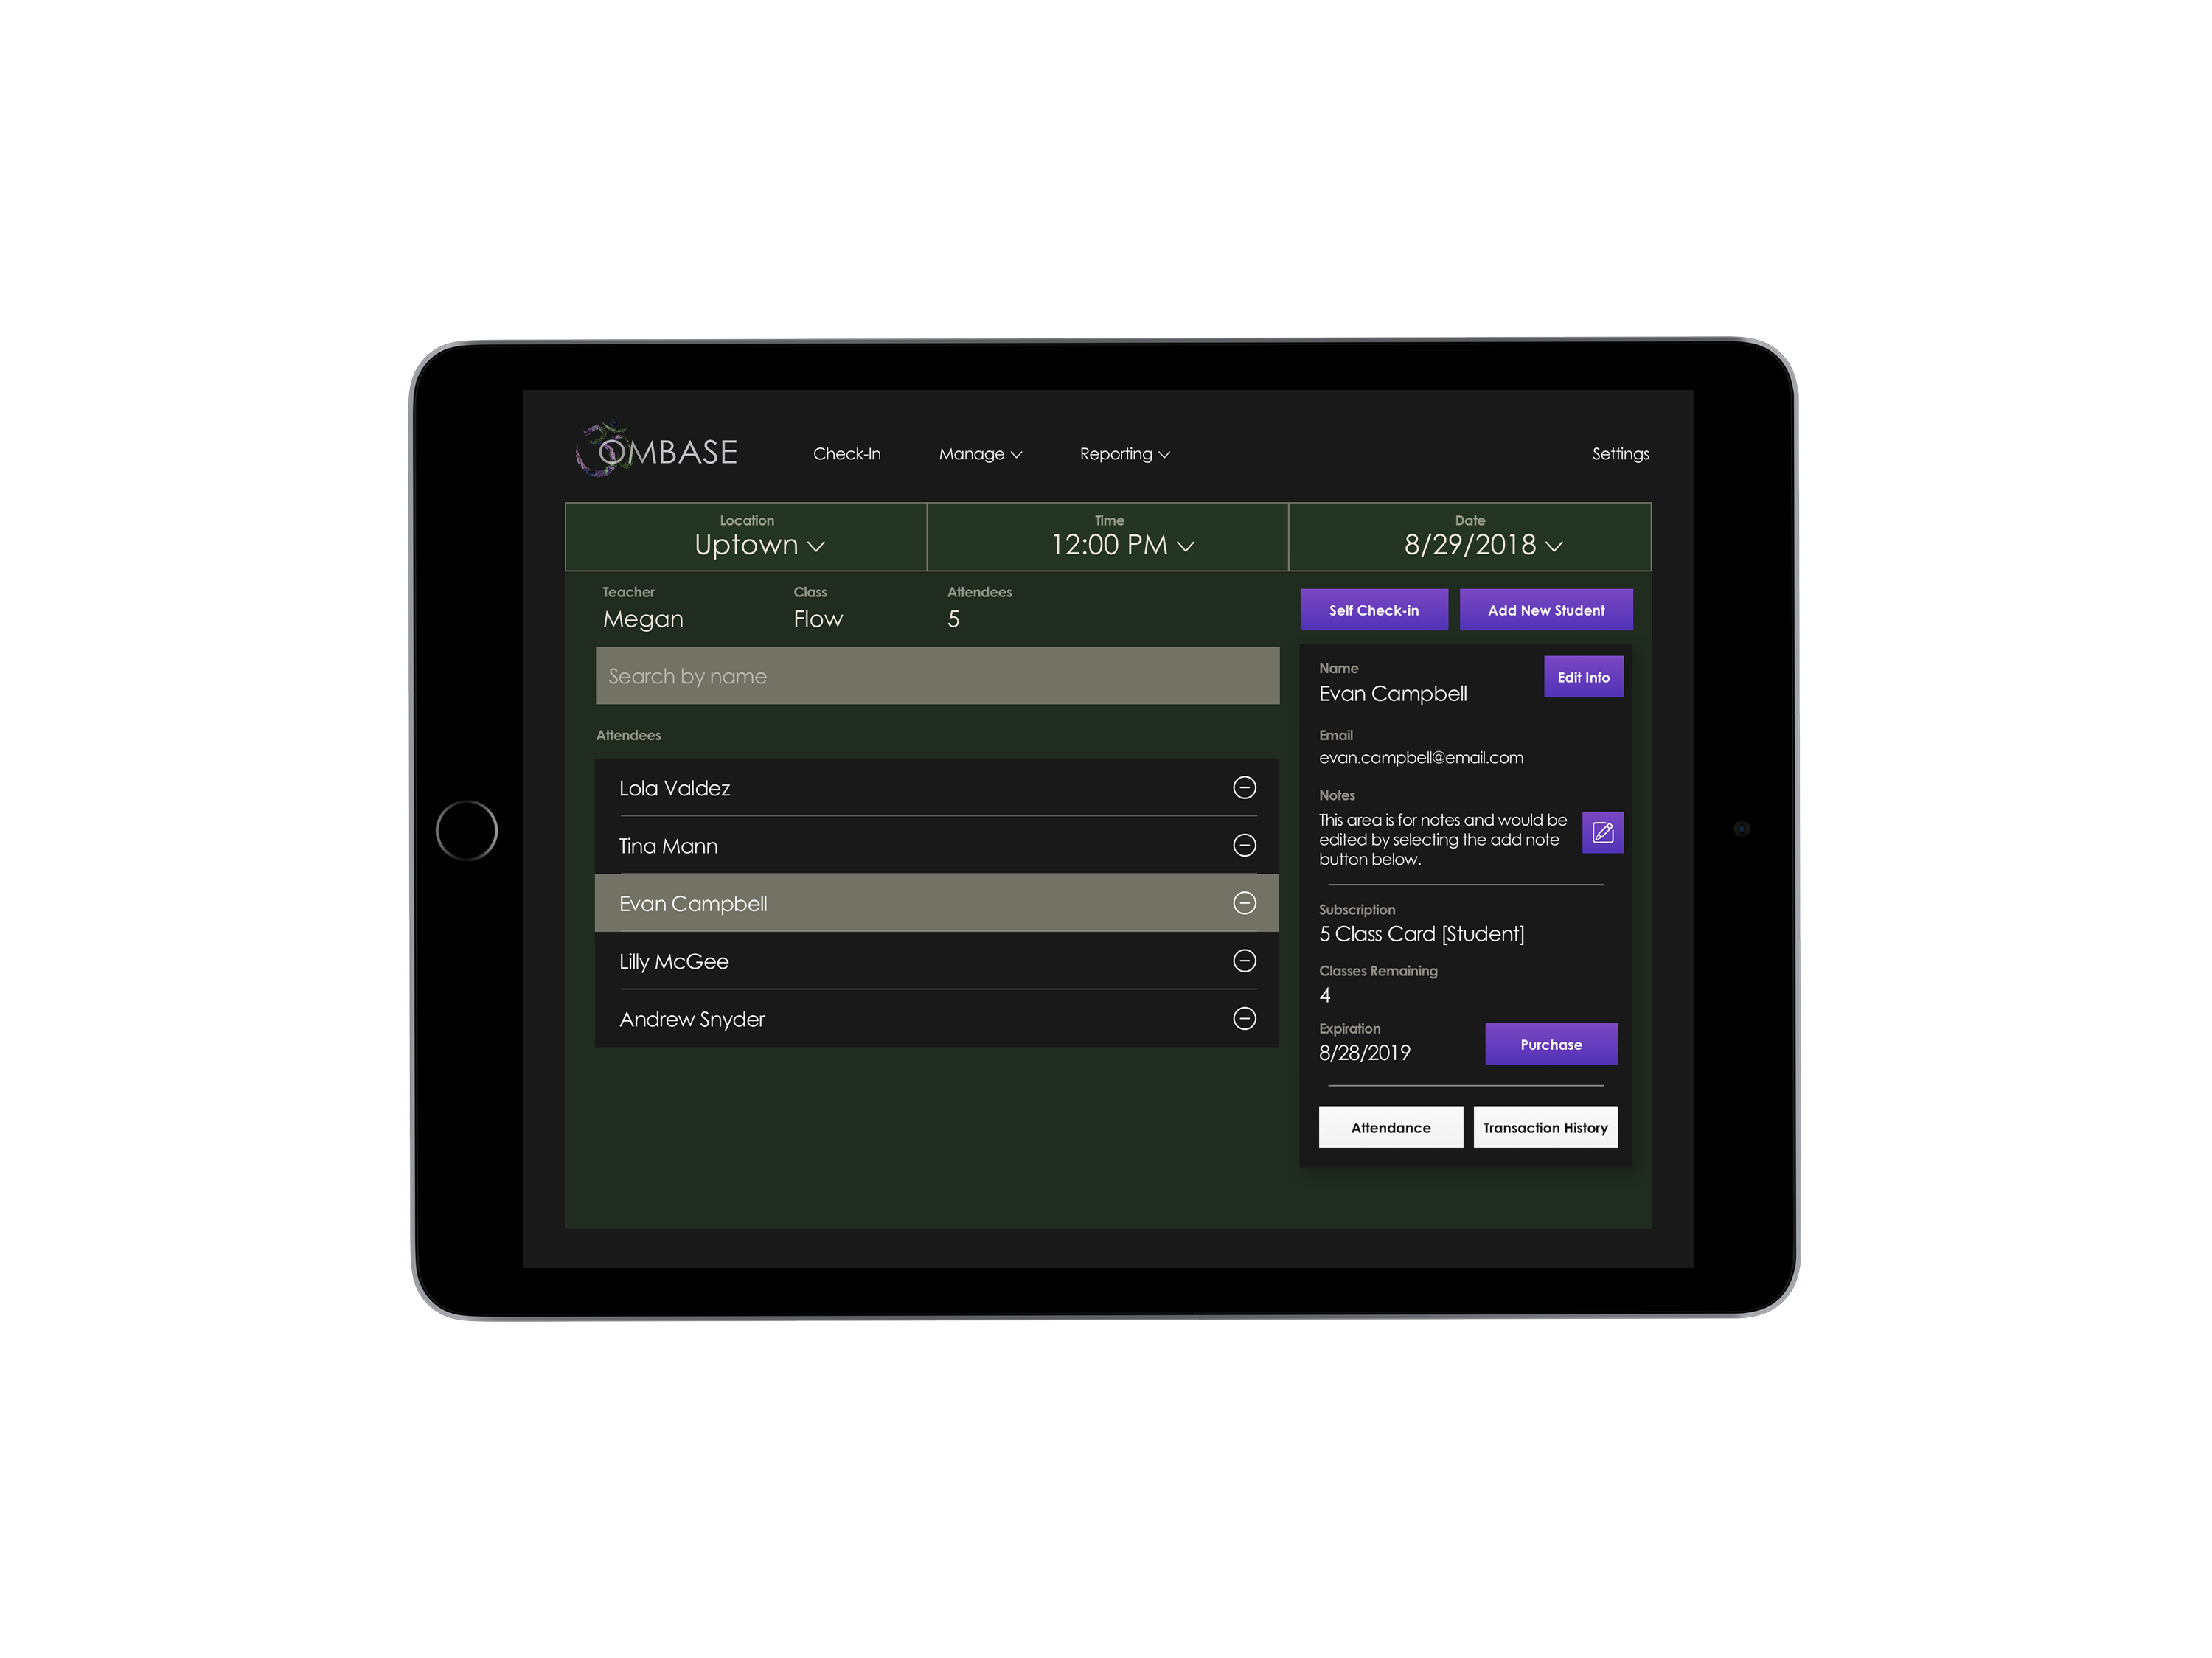 OMBASE
Check-In
Manage
Reporting
Settings
Location
Uptown
Time
12:00 PM
Date
8/29/2018
Teacher
Megan
Class
Flow
Attendees
5
Self Check-in
Add New Student
Search by name
Attendees
Lola Valdez
Tina Mann
Evan Campbell
Lilly McGee
Andrew Snyder
Name
Evan Campbell
Edit Info
Email
evan.campbell@email.com
Notes
This area is for notes and would be
edited by selecting the add note
button below.
Subscription
5 Class Card [Student]
Classes Remaining
4
Expiration
8/28/2019
Purchase
Attendance
Transaction History